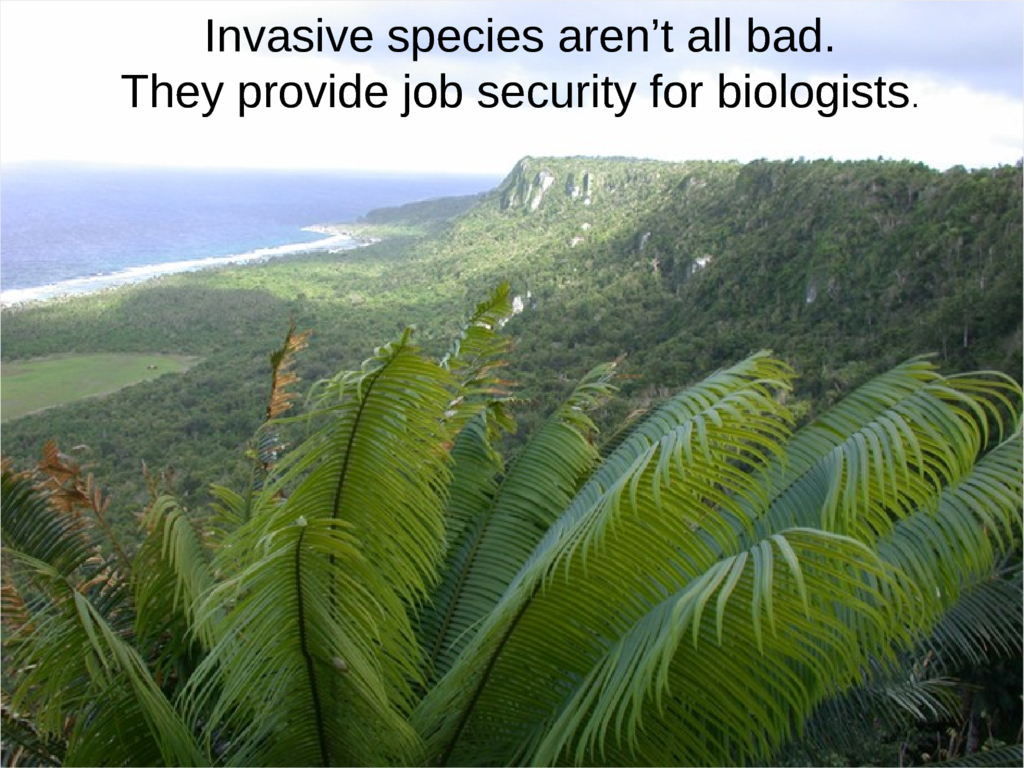 Invasive species aren’t all bad.
They provide job security for biologists.